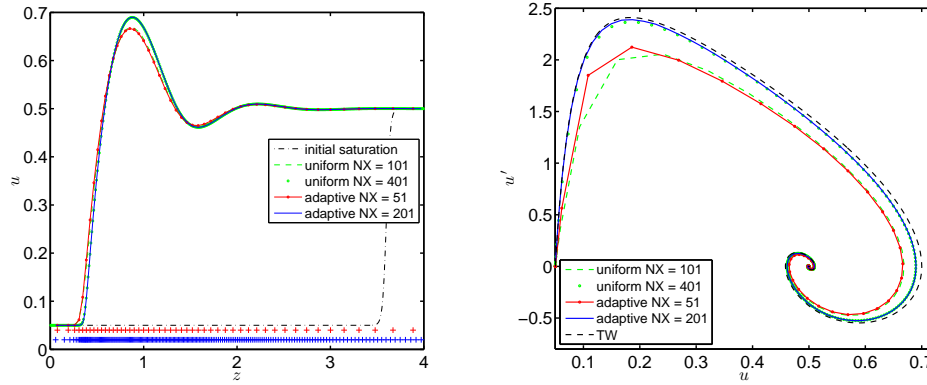 0.7
0.6
0.5
0.4
0.3
0.2
0.1
0
u
0 1 2 3 4
z
initial saturation
uniform NX = 101
uniform NX = 401
adaptive NX = 51
adaptive NX = 201
2.5
2
1.5
1
0.5
0
−0.5
u′
0.1 0.2 0.3 0.4 0.5 0.6 0.7
u
uniform NX = 101
uniform NX = 401
adaptive NX = 51
adaptive NX = 201
TW